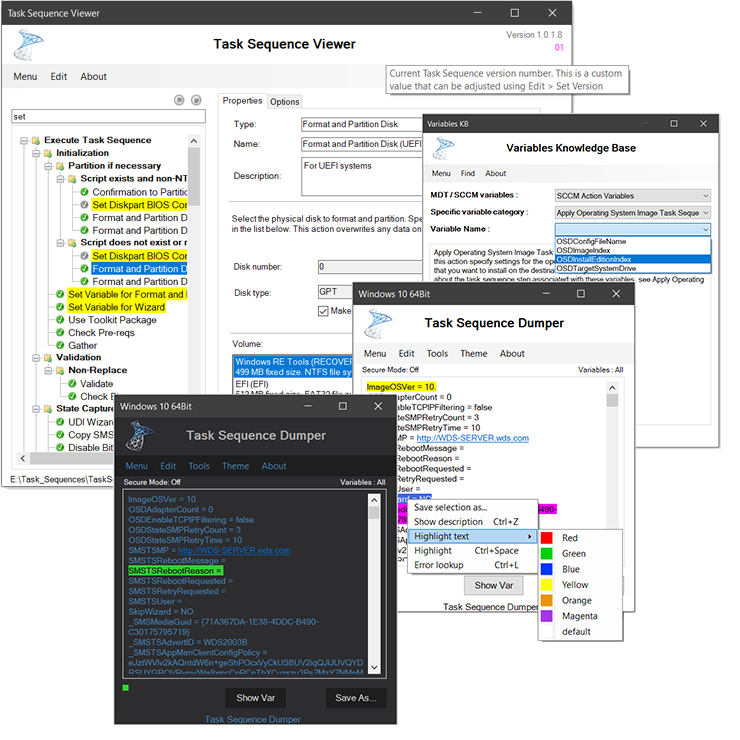 Task Sequence Viewer
Task Sequence Viewer
Version 1.0.1.8
01
Menu Edit About
Current Task Sequence version number. This is a custom
value that can be adjusted using Edit > Set Version
set
Execute Task Sequence
Initialization
Partition if necessary
Script exists and non-NT
Confirmation to Partitic
Set Diskpart BIOS Cor
Format and Partition D
Format and Partition D
Script does not exist or n
Set Diskpart BIOS Cor
Format and Partition D
Format and Partition D
Set Variable for Format and
Set Variable for Wizard
Use Toolkit Package
Check Pre-reqs
Gather
Validation
Non-Replace
Validate
Check
State Capture
UDI Wizard
Copy SMS
Disable Bit
E:\Task_Sequences\TaskS
Properties Options
Type: Format and Partition Disk
Name: Format and Partition Disk (UEFI
Description: For UEFI systems
Select the physical disk to format and partition. Spe
in the list below. This action overwrites any data on
Disk number: 0
Disk type: GPT
Make
Volume:
Windows RE Tools (RECOVER
499 MB fixed size. NTFS file sy
EFI (EFI)
Variables KB
Variables Knowledge Base
Menu Find About
MDT / SCCM variables : SCCM Action Variables
Specific variable category : Apply Operating System Image Task Seque
Variable Name :
OSDConfigFileName
OSDImageIndex
OSDInstallEditionIndex
OSDTargetSystemDrive
Apply Operating System Image Task
this action specify settings for the ope
that you want to install on the destina
about the task sequence step associated with these variables, see Apply Operating
Windows 10 64Bit
Task Sequence Dumper
Menu Edit Tools Theme About
Secure Mode: Off Variables : All
ImageOSVer = 10.
OSDAdapterCount = 0
EnableTCPIPFiltering = false
StateSMPRetryCount = 3
StateSMPRetryTime = 10
MP = http://WDS-SERVER.wds.com
RebootMessage =
RebootReason =
RebootRequested =
RetryRequested =
User =
ard = NO
Save selection as...
Show description Ctrl+Z
Highlight text
Highlight Ctrl+Space
Error lookup Ctrl+L
Red
Green
Blue
Yellow
Orange
Magenta
default
Show Var
Task Sequence Dumper
Windows 10 64Bit
Task Sequence Dumper
Menu Edit Tools Theme About
Secure Mode: Off Variables : All
ImageOSVer = 10.
OSDAdapterCount = 0
OSDEnableTCPIPFiltering = false
OSDStateSMPRetryCount = 3
OSDStateSMPRetryTime = 10
SMSTSMP = http://WDS-SERVER.wds.com
SMSTSRebootMessage =
SMSTSRebootReason =
SMSTSRebootRequested =
SMSTSRetryRequested =
SMSTSUser =
SkipWizard = NO
_SMSMediaGuid = {71A367DA-1E38-4DDC-B490-
C30175795719}
_SMSTSAdvertID = WDS2003B
_SMSTSAppManClientConfigPolicy =
Show Var Save As...
Task Sequence Dumper